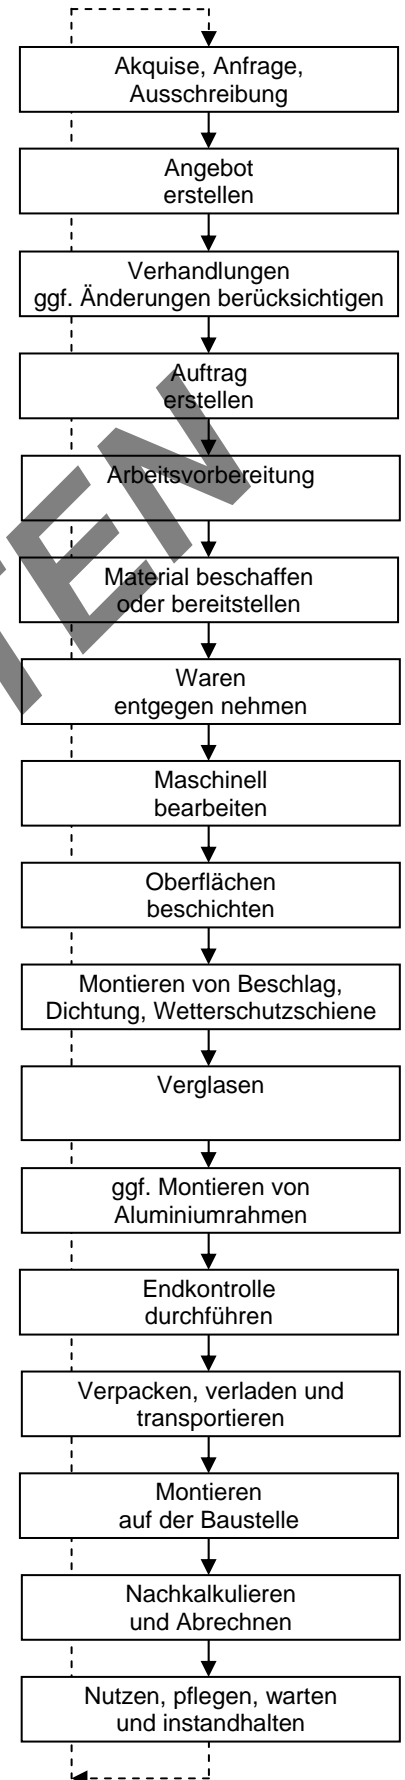 Akquise, Anfrage,
Ausschreibung
Angebot
erstellen
Verhandlungen
ggf. Änderungen berücksichtigen
Auftrag
erstellen
Arbeitsvorbereitung
Material beschaffen
oder bereitstellen
Waren
entgegen nehmen
Maschinell
bearbeiten
Oberflächen
beschichten
Montieren von Beschlag,
Dichtung, Wetterschutzschiene
Verglasen
ggf. Montieren von
Aluminiumrahmen
Endkontrolle
durchführen
Verpacken, verladen und
transportieren
Montieren
auf der Baustelle
Nachkalkulieren
und Abrechnen
Nutzen, pflegen, warten
und instandhalten
TEN